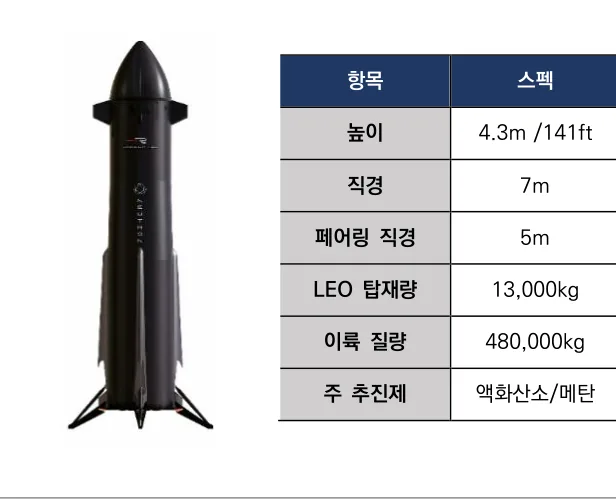 항목 스펙
높이 4.3m /141ft
직경 7m
페어링 직경 5m
LEO 탑재량 13,000kg
이륙 질량 480,000kg
주 추진제 액화산소/메탄